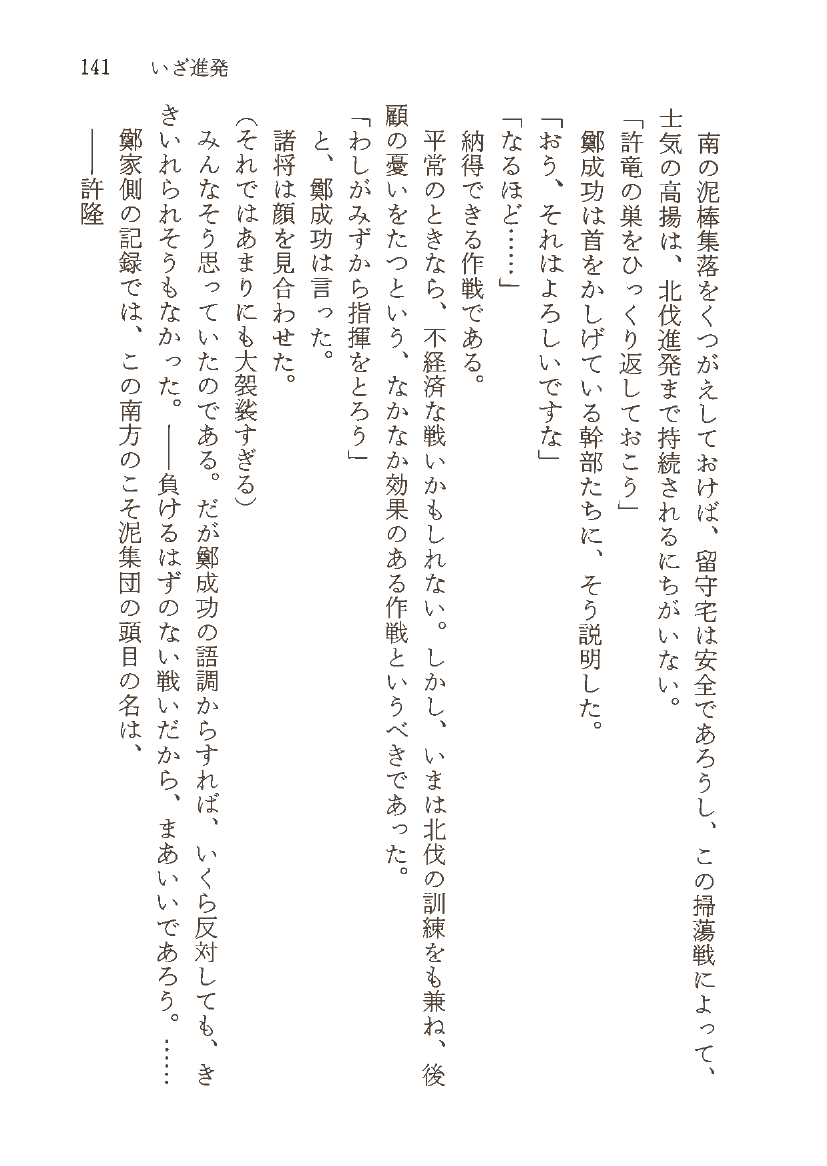 141 いざ進発
南の泥棒集落をくつがえしておけば、留守宅は安全であろうし、この掃蕩戦によって、
士気の高揚は、北伐進発まで持続されるにちがいない。
「許竜の巣をひっくり返しておこう」
鄭成功は首をかしげている幹部たちに、そう説明した。
「おう、それはよろしいですな」
「なるほど……」
納得できる作戦である。
平常のときなら、不経済な戦いかもしれない。しかし、いまは北伐の訓練をも兼ね、後
顧の憂いをたつという、なかなか効果のある作戦というべきであった。
「わしがみずから指揮をとろう」
と、鄭成功は言った。
諸将は顔を見合わせた。
(それではあまりにも大袈裟すぎる)
みんなそう思っていたのである。だが鄭成功の語調からすれば、いくら反対しても、き
きいれられそうもなかった。――負けるはずのない戦いだから、まあいいであろう。……
鄭家側の記録では、この南方のこそ泥集団の頭目の名は、
――許隆